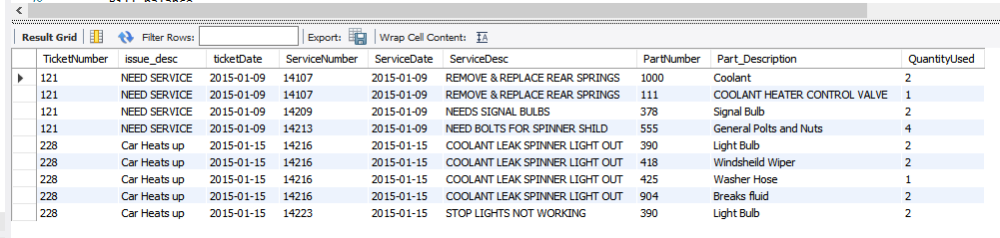 Result Grid Filter Rows: Export: Wrap Cell Content:
TicketNumber issue_desc ticketDate ServiceNumber ServiceDate ServiceDesc PartNumber Part_Description QuantityUsed
121 NEED SERVICE 2015-01-09 14107 2015-01-09 REMOVE & REPLACE REAR SPRINGS 1000 Coolant 2
121 NEED SERVICE 2015-01-09 14107 2015-01-09 REMOVE & REPLACE REAR SPRINGS 111 COOLANT HEATER CONTROL VALVE 1
121 NEED SERVICE 2015-01-09 14209 2015-01-09 NEEDS SIGNAL BULBS 378 Signal Bulb 2
121 NEED SERVICE 2015-01-09 14213 2015-01-09 NEED BOLTS FOR SPINNER SHILD 555 General Polts and Nuts 4
228 Car Heats up 2015-01-15 14216 2015-01-15 COOLANT LEAK SPINNER LIGHT OUT 390 Light Bulb 2
228 Car Heats up 2015-01-15 14216 2015-01-15 COOLANT LEAK SPINNER LIGHT OUT 418 Windsheild Wiper 2
228 Car Heats up 2015-01-15 14216 2015-01-15 COOLANT LEAK SPINNER LIGHT OUT 425 Washer Hose 1
228 Car Heats up 2015-01-15 14216 2015-01-15 COOLANT LEAK SPINNER LIGHT OUT 904 Breaks fluid 2
228 Car Heats up 2015-01-15 14223 2015-01-15 STOP LIGHTS NOT WORKING 390 Light Bulb 2